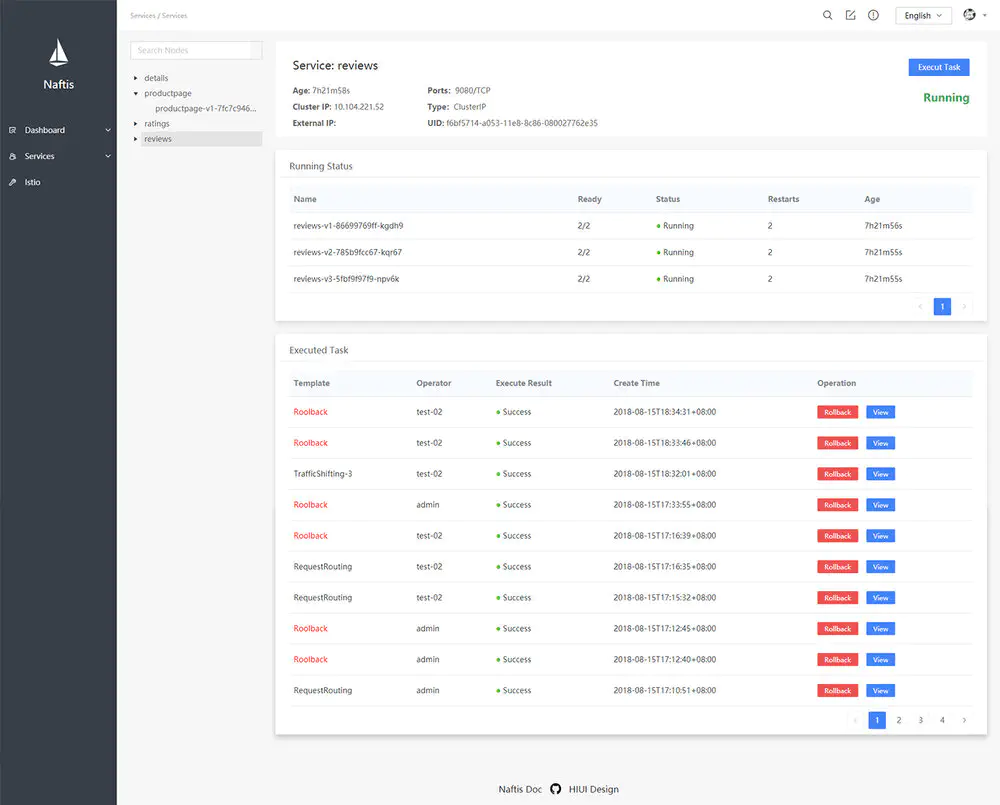 Services / Services
English
Naftis
Dashboard
Services
Istio
Search Nodes
details
productpage
productpage-v1-7fc7c946...
ratings
reviews
Service: reviews
Execut Task
Age: 7h21m58s
Ports: 9080/TCP
Running
Cluster IP: 10.104.221.52
Type: ClusterIP
External IP:
UID: f6bf5714-a053-11e8-8c86-080027762e35
Running Status
Name Ready Status Restarts Age
reviews-v1-86699769ff-kgdh9 2/2 Running 2 7h21m56s
reviews-v2-785b9fcc67-kqr67 2/2 Running 2 7h21m55s
reviews-v3-5fbf9f97f9-npv6k 2/2 Running 2 7h21m55s
1
Executed Task
Template Operator Execute Result Create Time Operation
Roolback test-02 Success 2018-08-15T18:34:31+08:00 Rollback View
Roolback test-02 Success 2018-08-15T18:33:46+08:00 Rollback View
TrafficShifting-3 test-02 Success 2018-08-15T18:32:01+08:00 Rollback View
Roolback admin Success 2018-08-15T17:33:55+08:00 Rollback View
Roolback test-02 Success 2018-08-15T17:16:39+08:00 Rollback View
RequestRouting test-02 Success 2018-08-15T17:16:35+08:00 Rollback View
RequestRouting test-02 Success 2018-08-15T17:15:32+08:00 Rollback View
Roolback admin Success 2018-08-15T17:12:45+08:00 Rollback View
Roolback admin Success 2018-08-15T17:12:40+08:00 Rollback View
RequestRouting admin Success 2018-08-15T17:10:51+08:00 Rollback View
1 2 3 4
Naftis Doc HIUI Design